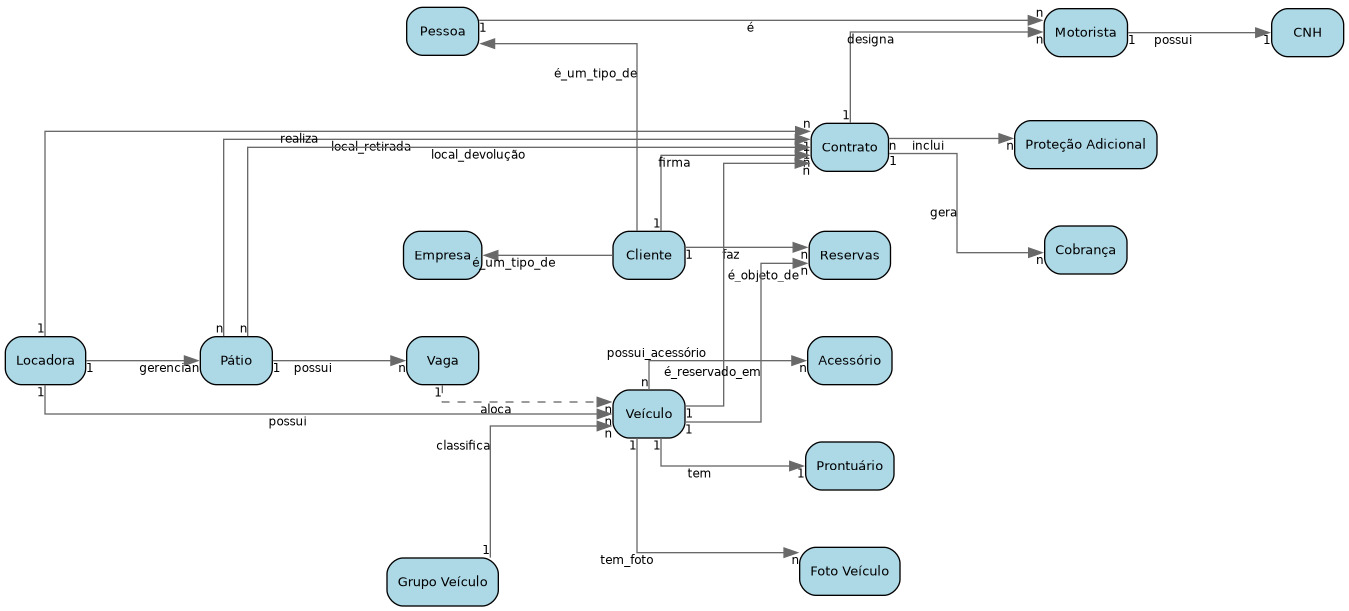 Pessoa
1
é
n
Motorista
n
1
possui
1
CNH
designa
é_um_tipo_de
1
n
Contrato
realiza
local_retirada
local_devolução
firma
1
1
n
n
n
inclui
n
Proteção Adicional
1
gera
n
Cobrança
1
Empresa
é_um_tipo_de
Cliente
1
faz
n
Reservas
é_objeto_de
n
1
n
n
Locadora
1
gerencian
Pátio
1
possui
n
Vaga
possui_acessório
é_reservado_em
n
Acessório
n
1
1
1
aloca
n
n
n
possui
Veículo
1
1
classifica
1
1
tem
1
Prontuário
1
Grupo Veículo
tem_foto
n
Foto Veículo